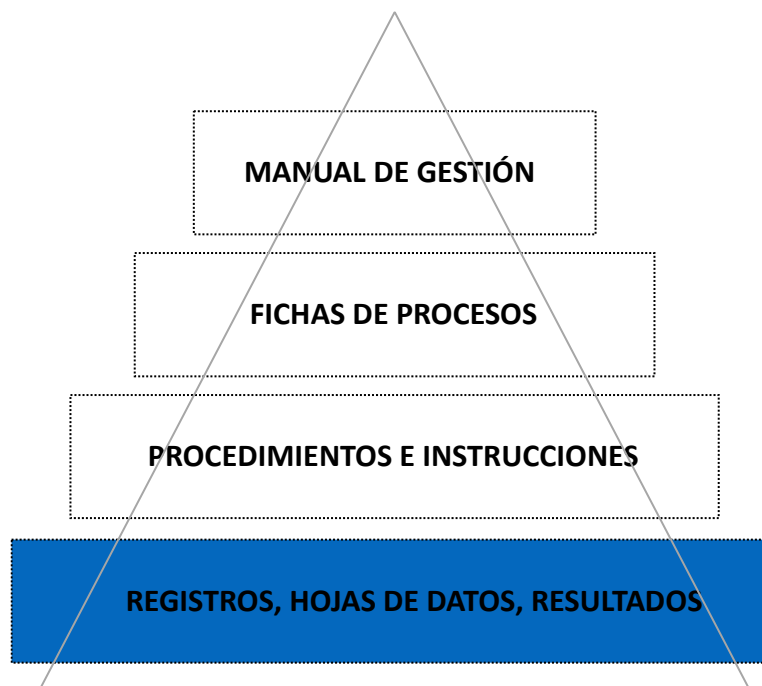 MANUAL DE GESTIÓN
FICHAS DE PROCESOS
PROCEDIMIENTOS E INSTRUCCIONES
REGISTROS, HOJAS DE DATOS, RESULTADOS